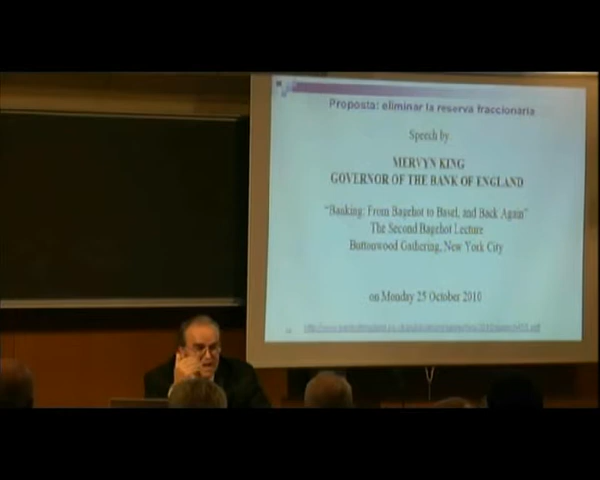 Proposta: eliminar la reserva fraccionaria
Speech by
MERVYN KING
GOVERNOR OF THE BANK OF ENGLAND
"Banking: From Bagehot to Basel, and Back Again"
The Second Bagehot Lecture
Buttonwood Gathering, New York City
on Monday 25 October 2010